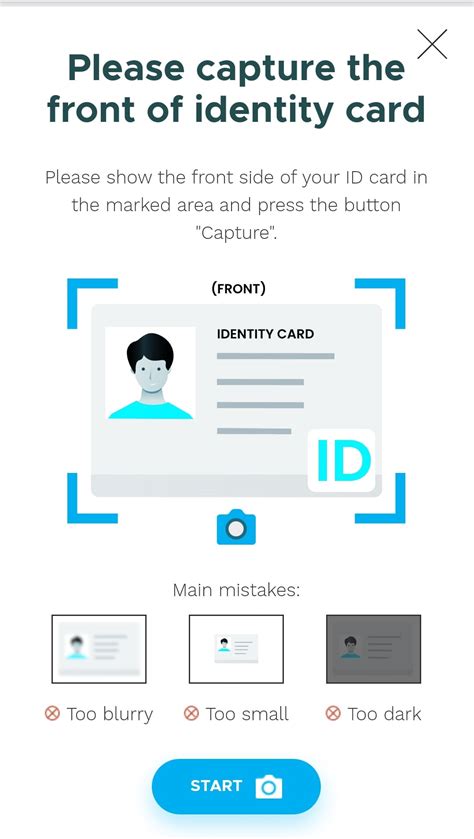 Please capture the
front of identity card
Please show the front side of your ID card in
the marked area and press the button
"Capture".
(FRONT)
IDENTITY CARD
ID
Main mistakes:
Too blurry
Too small
Too dark
START